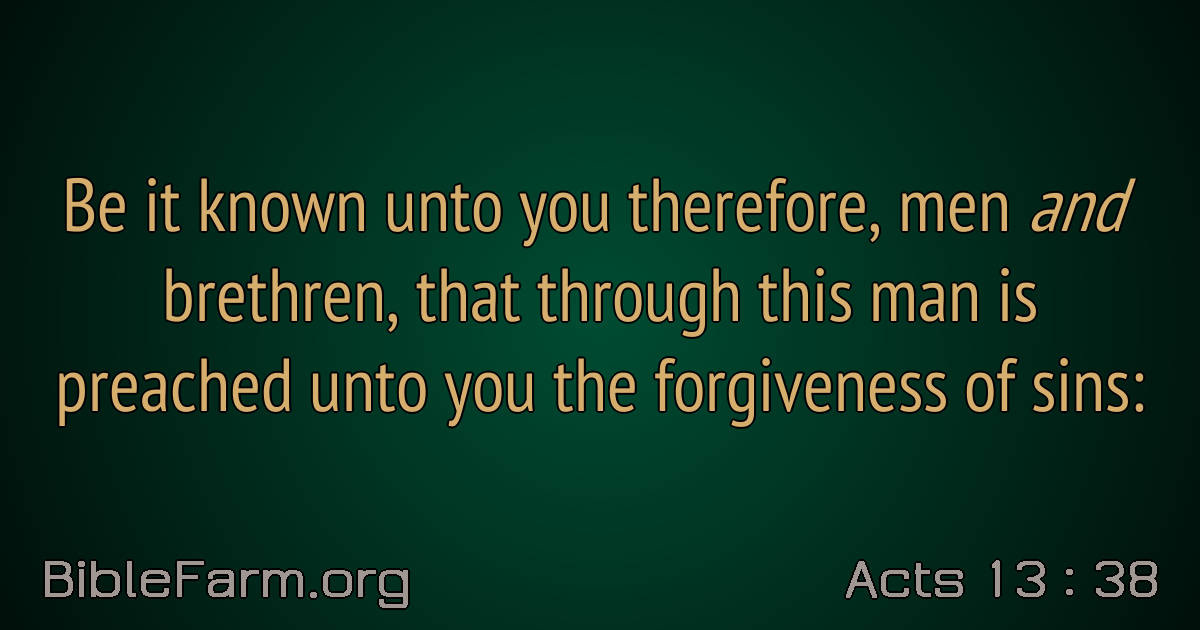 Be it known unto you therefore, men and
brethren, that through this man is
preached unto you the forgiveness of sins:
BibleFarm.org
Acts 13 : 38